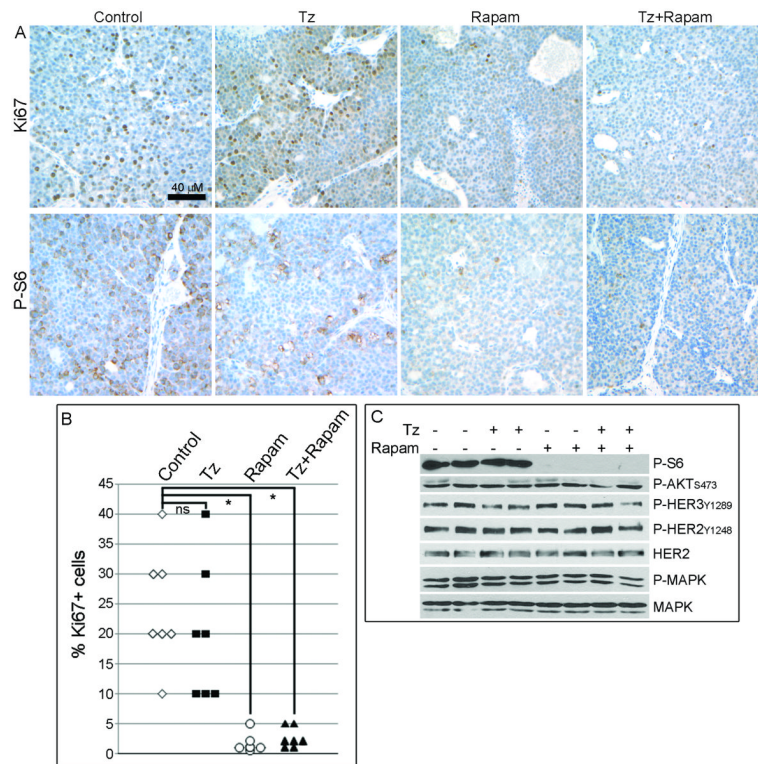 Control Tz Rapam Tz+Rapam
A
Ki67
40 µM
P-S6
B
Control Tz Rapam Tz+Rapam
% Ki67+ cells
45
40
35
30
25
20
15
10
5
0
ns * *
C
Tz - - + + - - + +
Rapam - - - - + + + +
P-S6
P-AKTS473
P-HER3Y1289
P-HER2Y1248
HER2
P-MAPK
MAPK